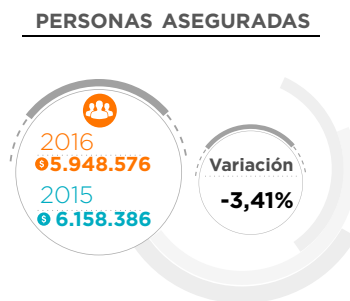 PERSONAS ASEGURADAS
2016
$5.948.576
2015
$ 6.158.386
Variación
-3,41%